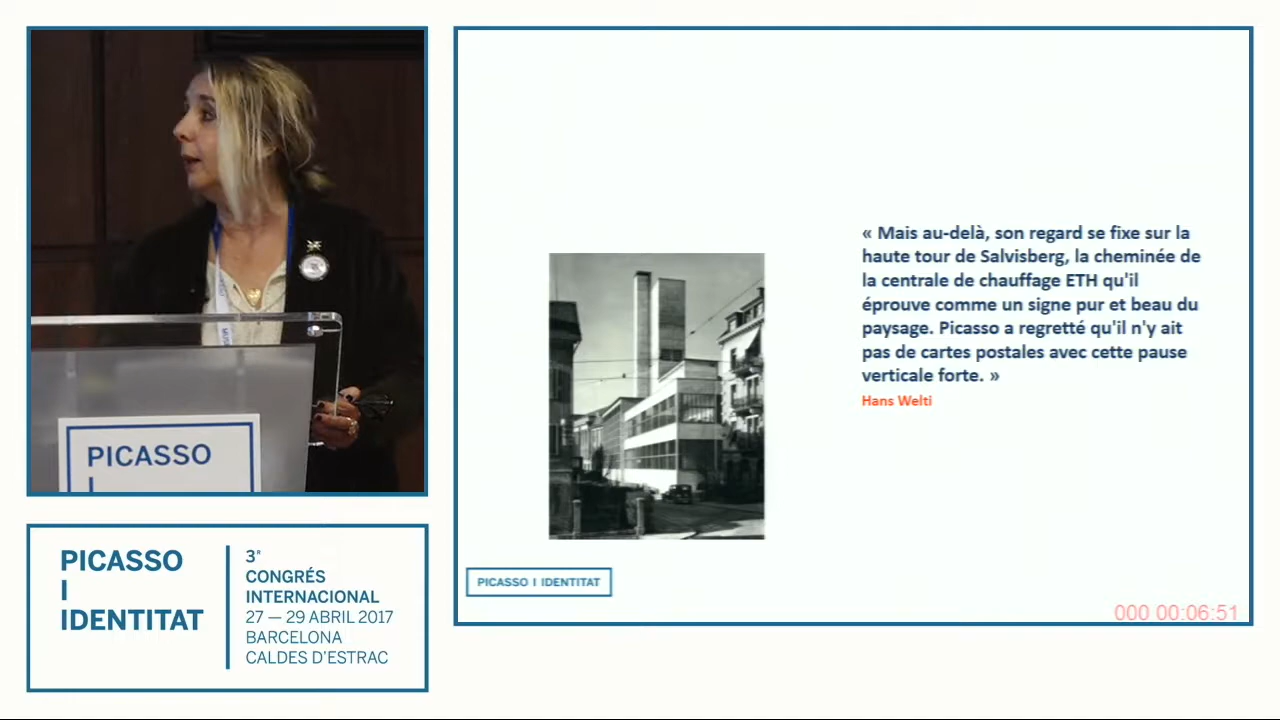 PICASSO
I
PICASSO
I
IDENTITAT
3r
CONGRÉS
INTERNACIONAL
27 — 29 ABRIL 2017
BARCELONA
CALDES D'ESTRAC
« Mais au-delà, son regard se fixe sur la
haute tour de Salvisberg, la cheminée de
la centrale de chauffage ETH qu'il
éprouve comme un signe pur et beau du
paysage. Picasso a regretté qu'il n'y ait
pas de cartes postales avec cette pause
verticale forte. »
Hans Welti
PICASSO I IDENTITAT
000 00:06:51